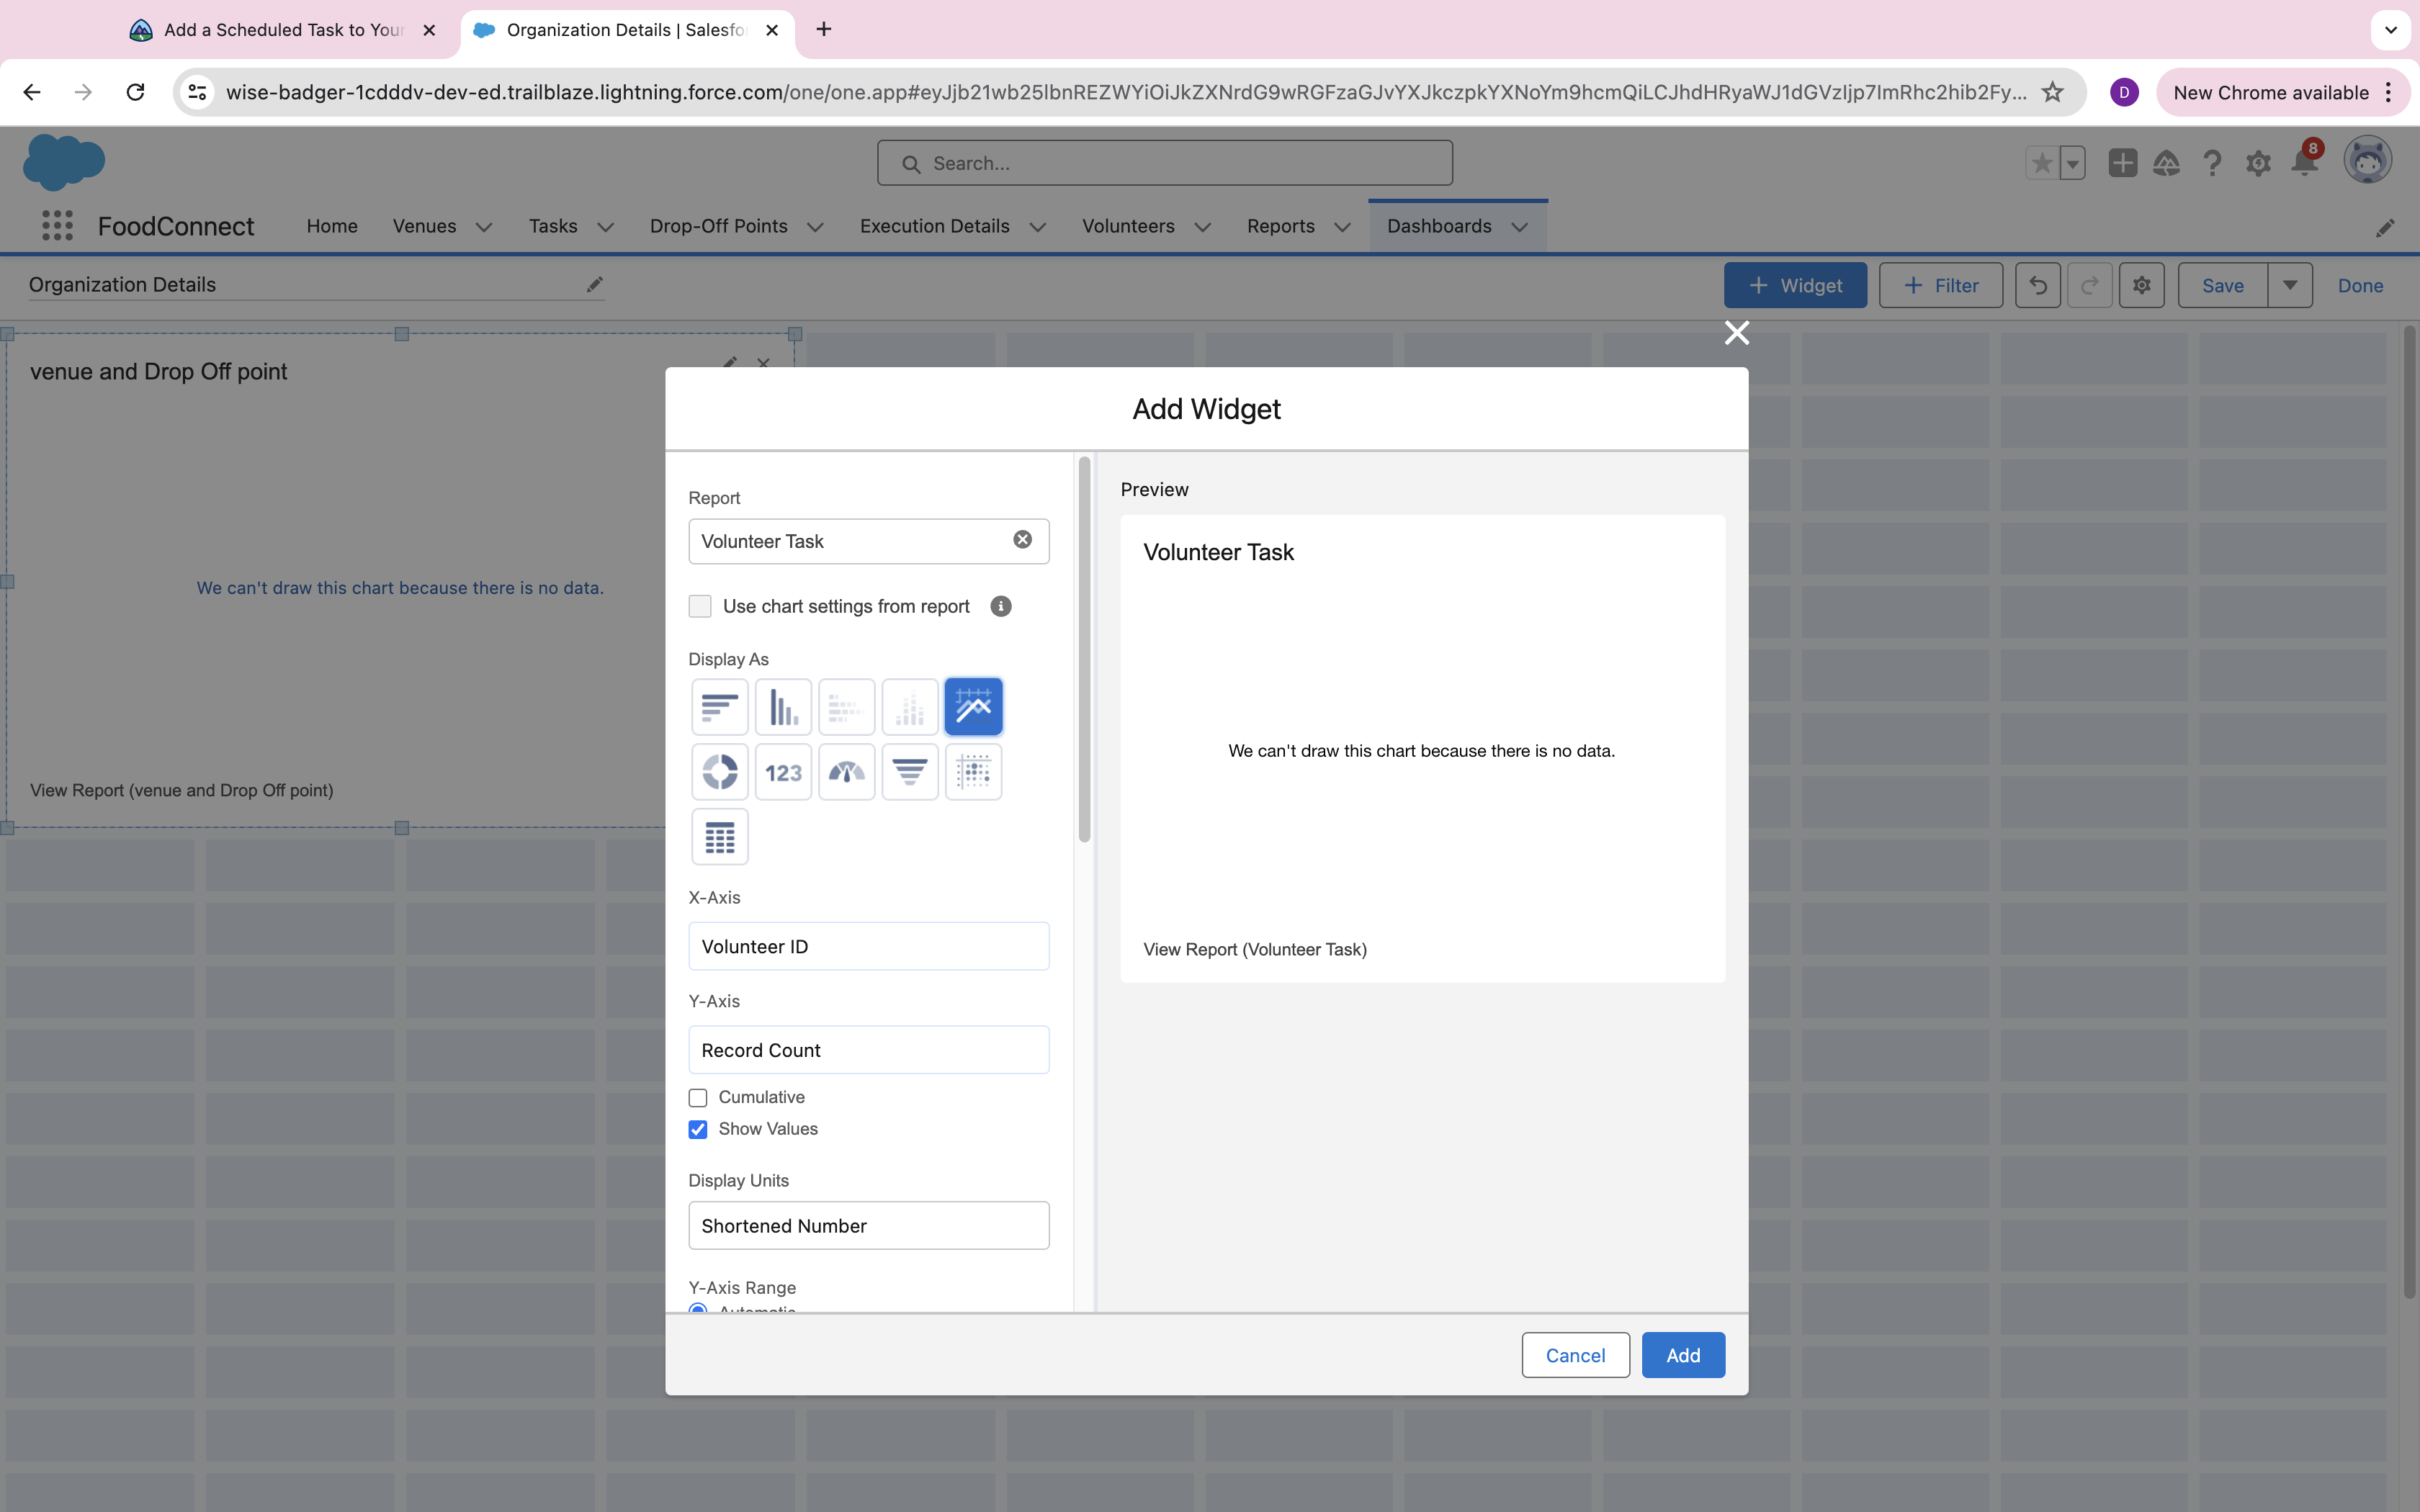 Add a Scheduled Task to Your
Organization Details | Salesfo
wise-badger-1cdddv-dev-ed.trailblaze.lightning.force.com/one/one.app#eyJjb21wb25lbnREZWYiOiJkZXNrdG9wRGFzaGJvYXJkczpkYXNoYm9hcmQiLCJhdHRyaWJ1dGVzIjp7ImRhc2hib2Fy...
D
New Chrome available
Search...
8
FoodConnect
Home
Venues
Tasks
Drop-Off Points
Execution Details
Volunteers
Reports
Dashboards
Organization Details
+ Widget
+ Filter
Save
Done
venue and Drop Off point
We can't draw this chart because there is no data.
View Report (venue and Drop Off point)
Add Widget
Report
Volunteer Task
Use chart settings from report
Display As
123
X-Axis
Volunteer ID
Y-Axis
Record Count
Cumulative
Show Values
Display Units
Shortened Number
Y-Axis Range
Automatic
Preview
Volunteer Task
We can't draw this chart because there is no data.
View Report (Volunteer Task)
Cancel
Add